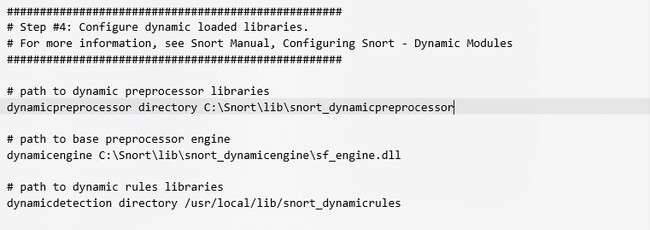 ###################################################
# Step #4: Configure dynamic loaded libraries.
# For more information, see Snort Manual, Configuring Snort - Dynamic Modules
###################################################
# path to dynamic preprocessor libraries
dynamicpreprocessor directory C:\Snort\lib\snort_dynamicpreprocessor
# path to base preprocessor engine
dynamicengine C:\Snort\lib\snort_dynamicengine\sf_engine.dll
# path to dynamic rules libraries
dynamicdetection directory /usr/local/lib/snort_dynamicrules